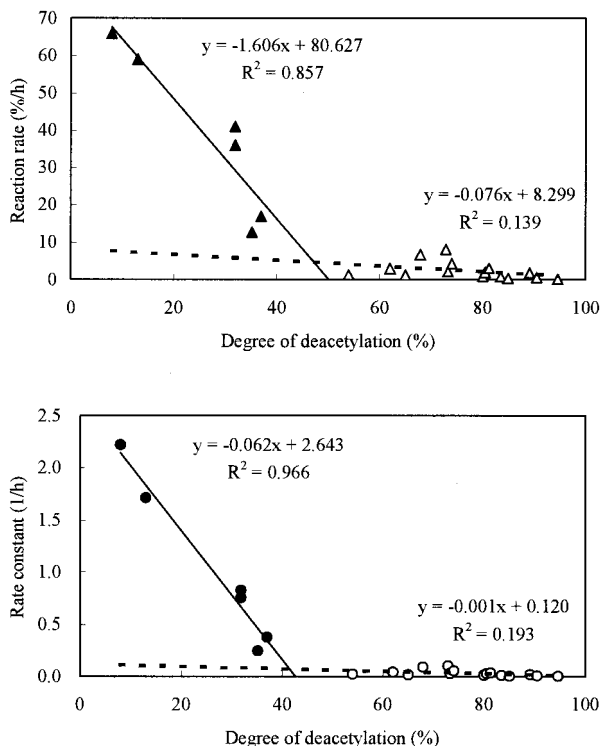 70
60
50
40
30
20
10
0
Reaction rate (%/h)
y = -1.606x + 80.627
R² = 0.857
y = -0.076x + 8.299
R² = 0.139
0 20 40 60 80 100
Degree of deacetylation (%)
2.5
2.0
1.5
1.0
0.5
0.0
Rate constant (1/h)
y = -0.062x + 2.643
R² = 0.966
y = -0.001x + 0.120
R² = 0.193
0 20 40 60 80 100
Degree of deacetylation (%)